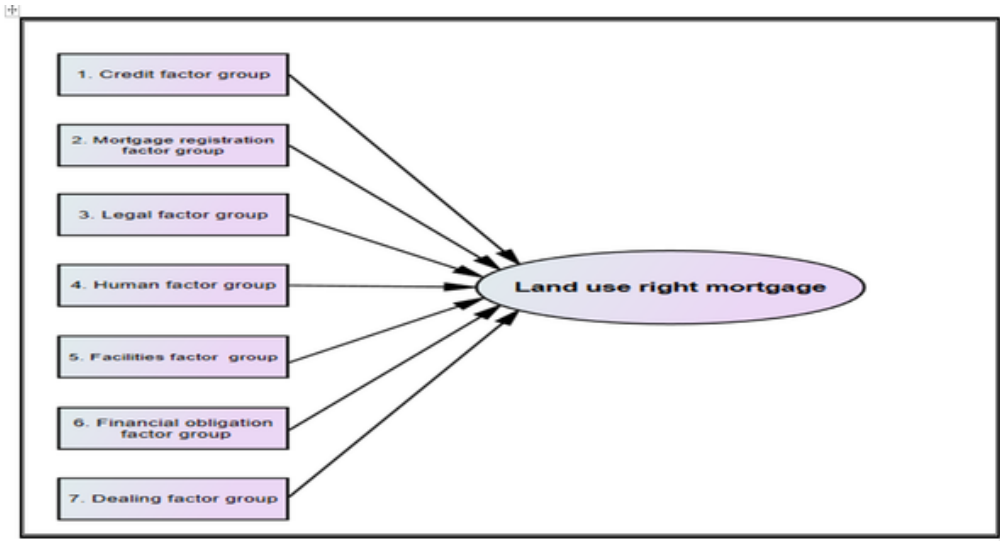 1. Credit factor group
2. Mortgage registration
factor group
3. Legal factor group
4. Human factor group
5. Facilities factor group
6. Financial obligation
factor group
7. Dealing factor group
Land use right mortgage